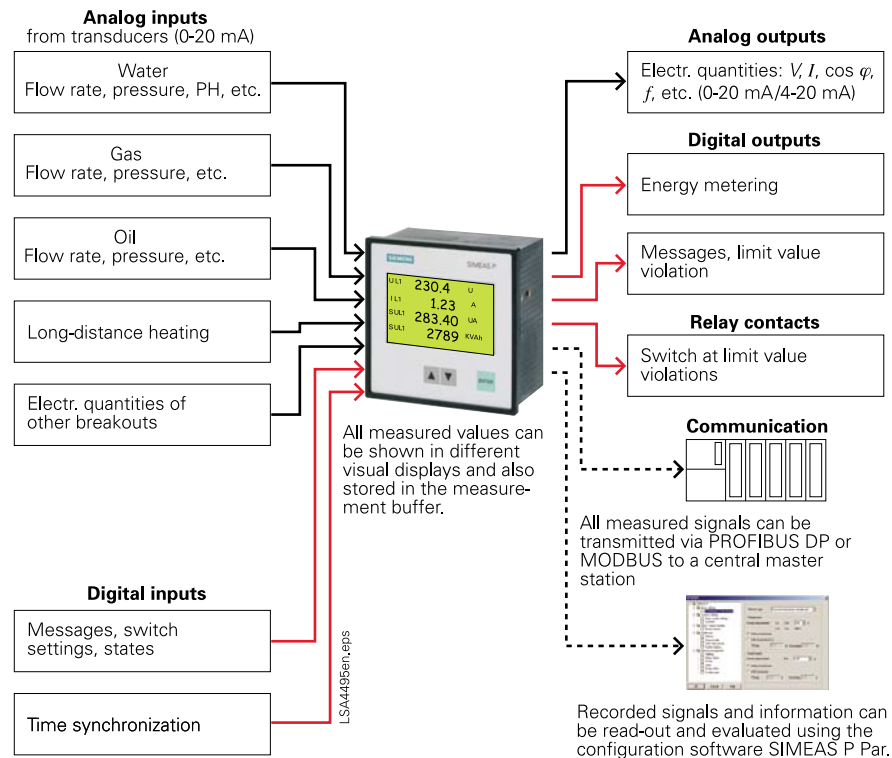 Analog inputs
from transducers (0-20 mA)
Water
Flow rate, pressure, PH, etc.
Gas
Flow rate, pressure, etc.
Oil
Flow rate, pressure, etc.
Long-distance heating
Electr. quantities of
other breakouts
Digital inputs
Messages, switch
settings, states
Time synchronization
SIEMENS
SIMEAS P
UL1 230.4 U
IL1 1.23 A
SUL1 283.40 UA
SUL1 2789 KVAh
ENTER
All measured values can
be shown in different
visual displays and also
stored in the measure-
ment buffer.
LSA4495en.eps
Analog outputs
Electr. quantities: V, I, cos φ,
f, etc. (0-20 mA/4-20 mA)
Digital outputs
Energy metering
Messages, limit value
violation
Relay contacts
Switch at limit value
violations
Communication
All measured signals can be
transmitted via PROFIBUS DP or
MODBUS to a central master
station
Recorded signals and information can
be read-out and evaluated using the
configuration software SIMEAS P Par.